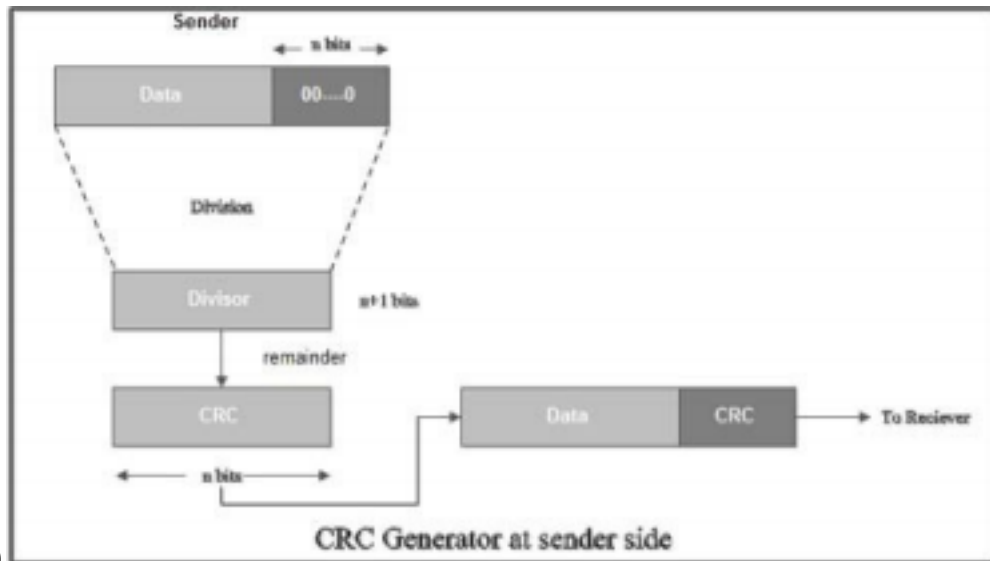 Sender
n bits
Data 00----0
Division
Divisor
n+1 bits
remainder
CRC
Data CRC
To Reciever
n bits
CRC Generator at sender side